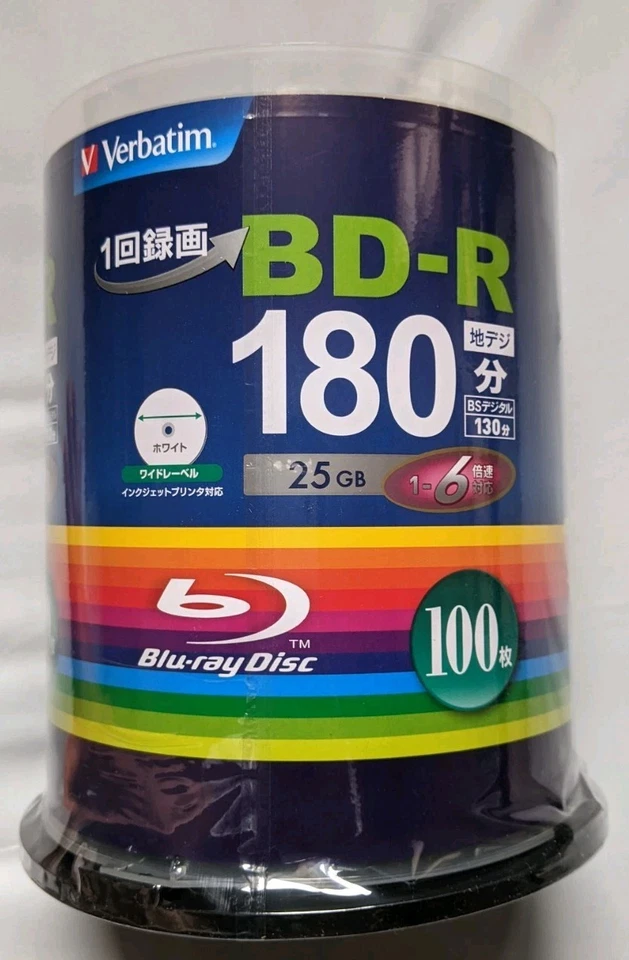 Verbatim
1回録画
BD-R
180
地デジ
分
BSデジタル
130分
ホワイト
ワイドレーベル
インクジェットプリンタ対応
25GB
1-6倍速
対応
Blu-ray Disc
TM
100枚
R